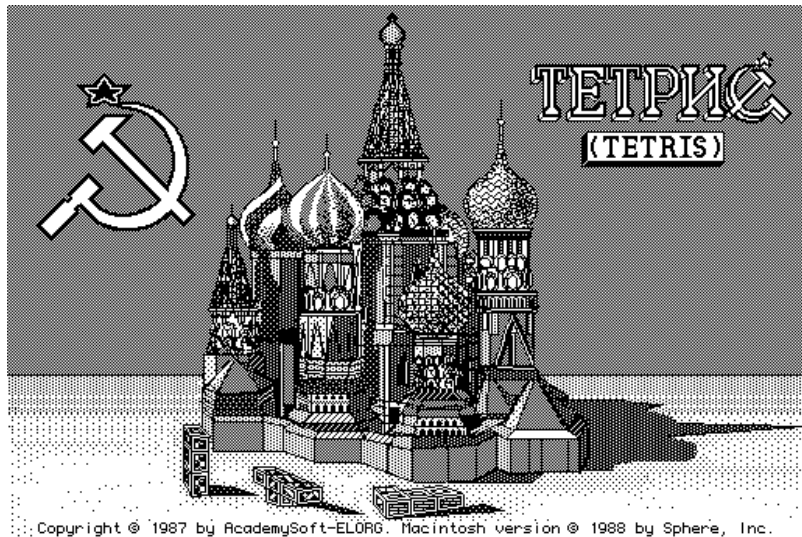 ТЕТРИС
(TETRIS)
Copyright © 1987 by AcademySoft-ELORG. Macintosh version © 1988 by Sphere, Inc.